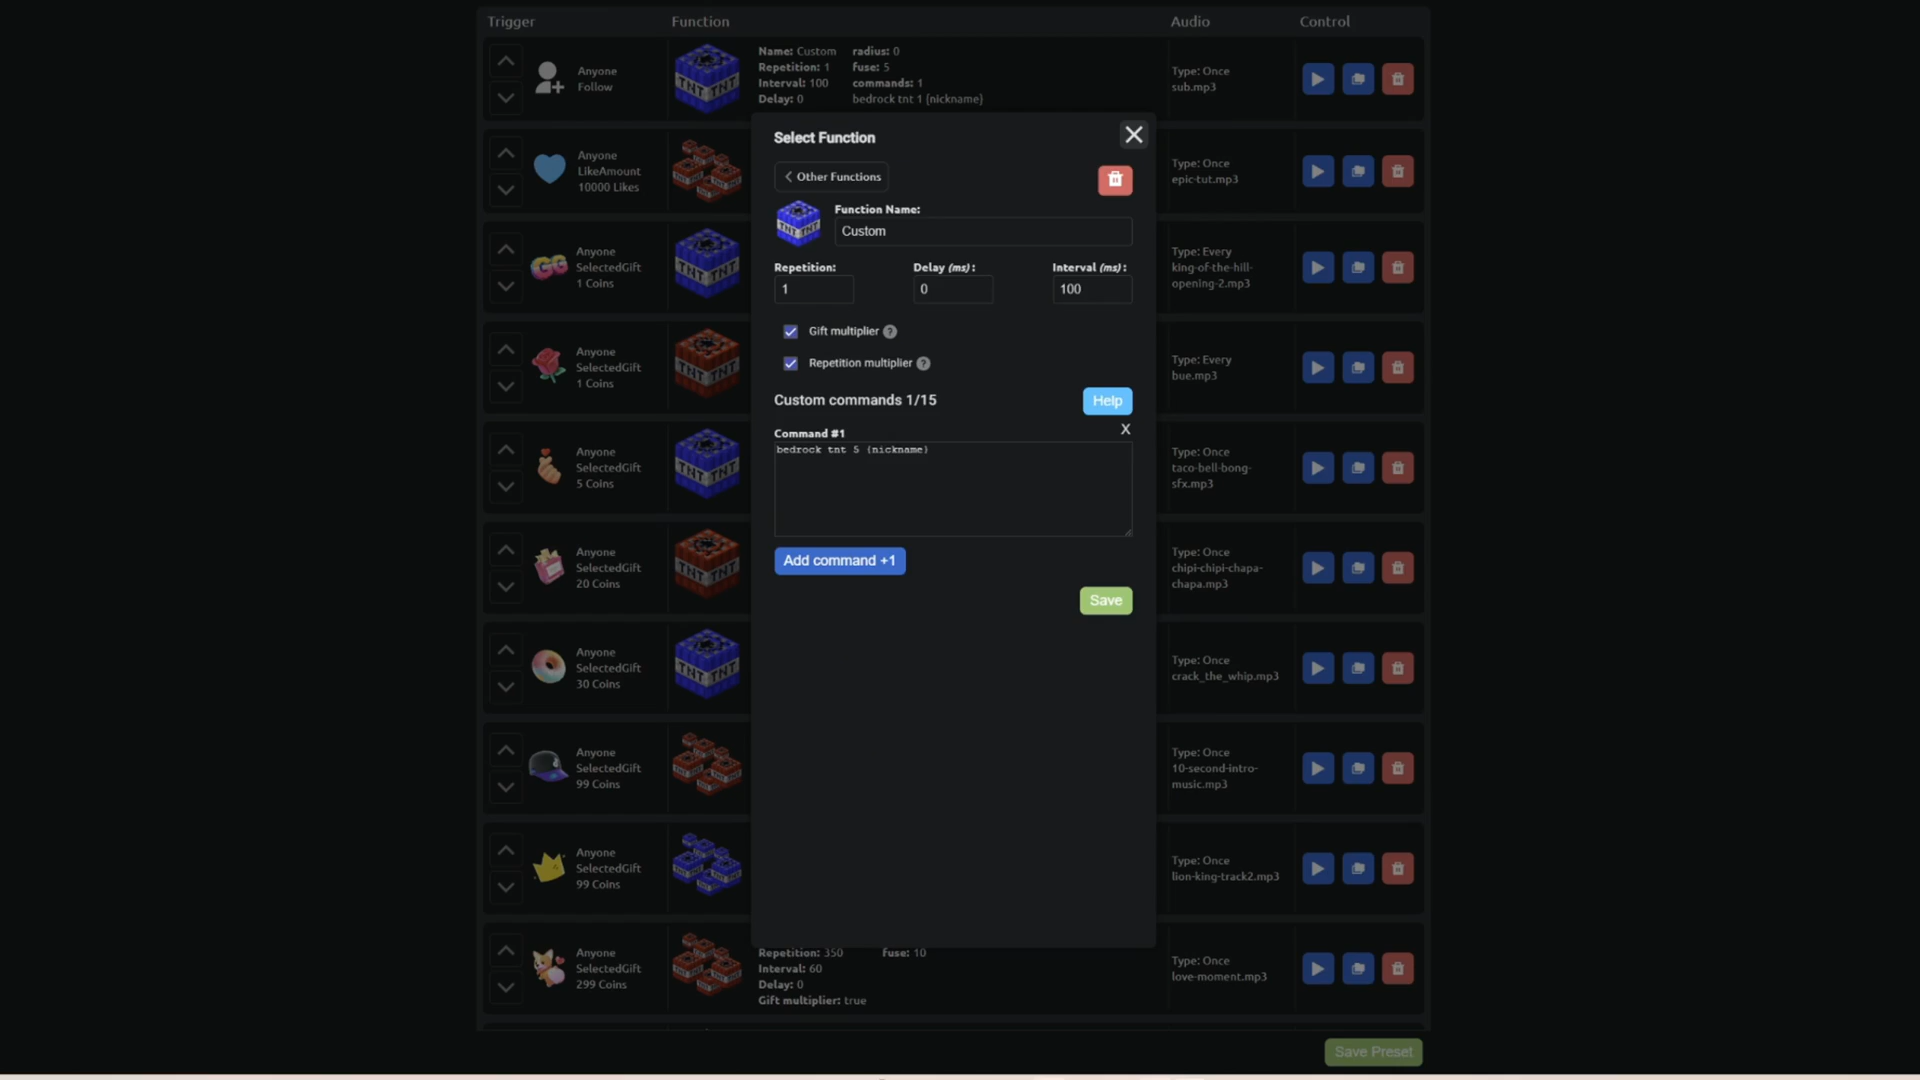 Trigger
Function
Audio
Control
Anyone
Follow
Name: Custom
Repetition: 1
Interval: 100
Delay: 0
radius: 0
fuse: 5
commands: 1
bedrock tnt 1 {nickname}
Type: Once
sub.mp3
Anyone
LikeAmount
10000 Likes
Type: Once
epic-tut.mp3
Anyone
SelectedGift
1 Coins
Type: Every
king-of-the-hill-
opening-2.mp3
Anyone
SelectedGift
1 Coins
Type: Every
bue.mp3
Anyone
SelectedGift
5 Coins
Type: Once
taco-bell-bong-
sfx.mp3
Anyone
SelectedGift
20 Coins
Type: Once
chipi-chipi-chapa-
chapa.mp3
Anyone
SelectedGift
30 Coins
Type: Once
crack_the_whip.mp3
Anyone
SelectedGift
99 Coins
Type: Once
10-second-intro-
music.mp3
Anyone
SelectedGift
99 Coins
Type: Once
lion-king-track2.mp3
Anyone
SelectedGift
299 Coins
Repetition: 350
Interval: 60
Delay: 0
Gift multiplier: true
Fuse: 10
Type: Once
love-moment.mp3
Select Function
Other Functions
Function Name:
Custom
Repetition:
1
Delay (ms) :
0
Interval (ms) :
100
Gift multiplier ?
Repetition multiplier ?
Custom commands 1/15
Help
Command #1
X
bedrock tnt 5 {nickname}
Add command +1
Save
Save Preset
TNT TNT